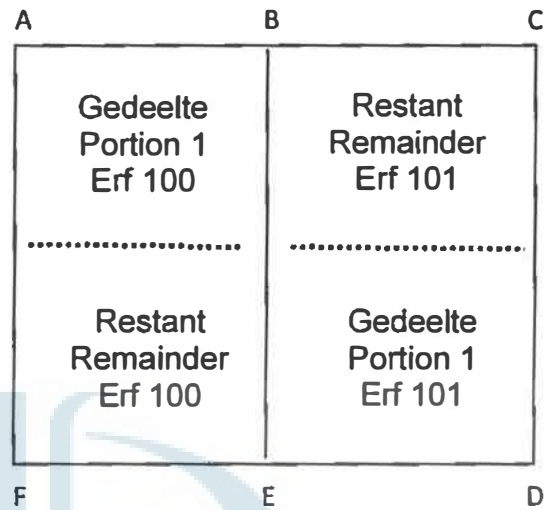 A B C
Gedeelte
Portion 1
Erf 100
Restant
Remainder
Erf 101
Restant
Remainder
Erf 100
Gedeelte
Portion 1
Erf 101
F E D